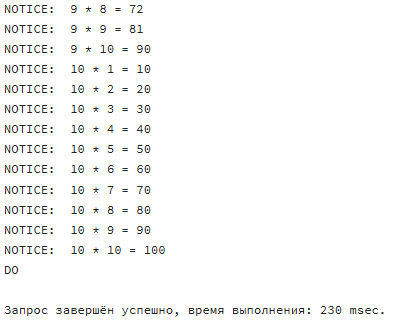 NOTICE:  9 * 8 = 72
NOTICE:  9 * 9 = 81
NOTICE:  9 * 10 = 90
NOTICE:  10 * 1 = 10
NOTICE:  10 * 2 = 20
NOTICE:  10 * 3 = 30
NOTICE:  10 * 4 = 40
NOTICE:  10 * 5 = 50
NOTICE:  10 * 6 = 60
NOTICE:  10 * 7 = 70
NOTICE:  10 * 8 = 80
NOTICE:  10 * 9 = 90
NOTICE:  10 * 10 = 100
DO
Запрос завершён успешно, время выполнения: 230 msec.